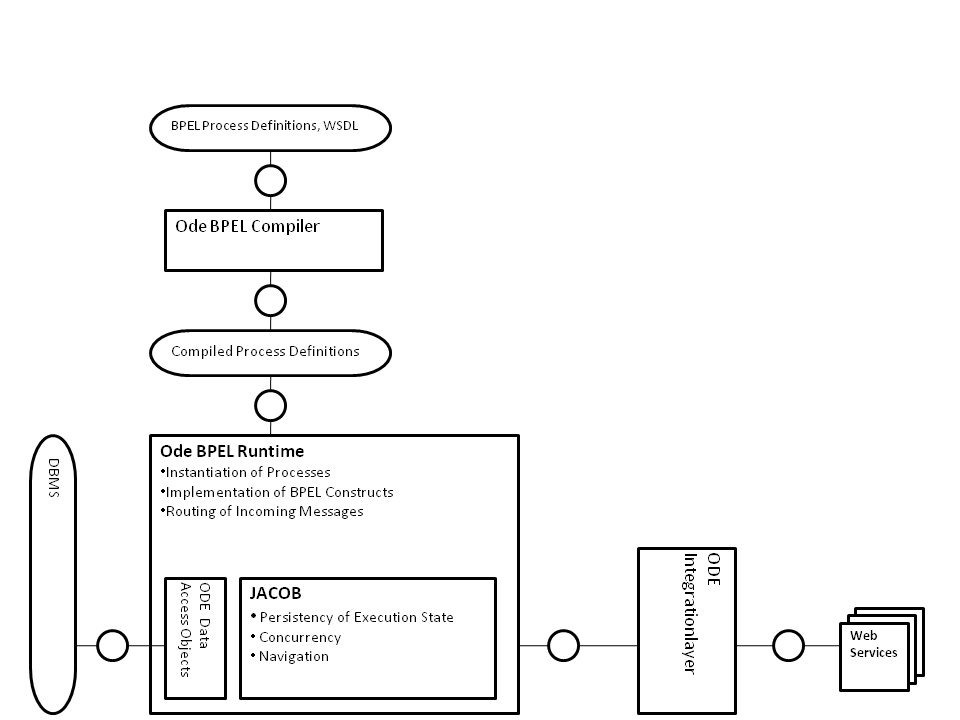 BPEL Process Definitions, WSDL
Ode BPEL Compiler
Compiled Process Definitions
DBMS
Ode BPEL Runtime
•Instantiation of Processes
•Implementation of BPEL Constructs
•Routing of Incoming Messages
ODE Data
Access Objects
JACOB
• Persistency of Execution State
• Concurrency
• Navigation
ODE
Integrationlayer
Web
Services